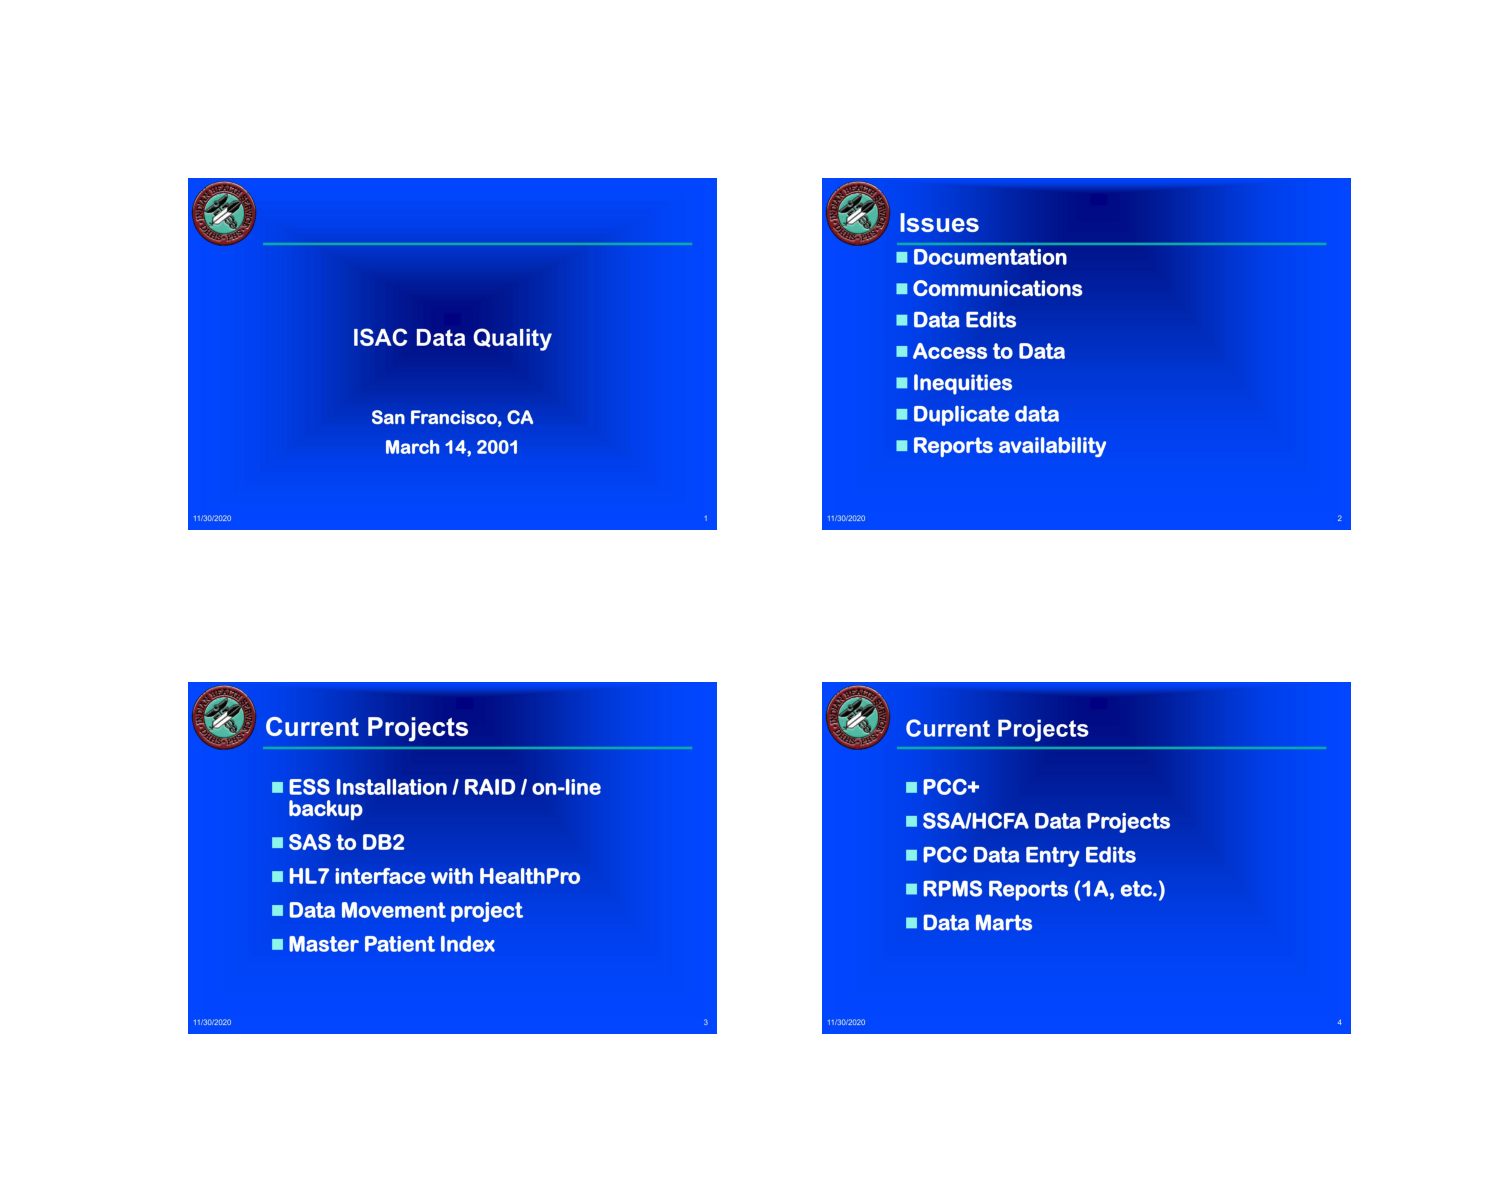 ISAC Data Quality
San Francisco, CA
March 14, 2001
11/30/2020
1
Issues
Documentation
Communications
Data Edits
Access to Data
Inequities
Duplicate data
Reports availability
11/30/2020
2
Current Projects
ESS Installation / RAID / on-line
backup
SAS to DB2
HL7 interface with HealthPro
Data Movement project
Master Patient Index
11/30/2020
3
Current Projects
PCC+
SSA/HCFA Data Projects
PCC Data Entry Edits
RPMS Reports (1A, etc.)
Data Marts
11/30/2020
4